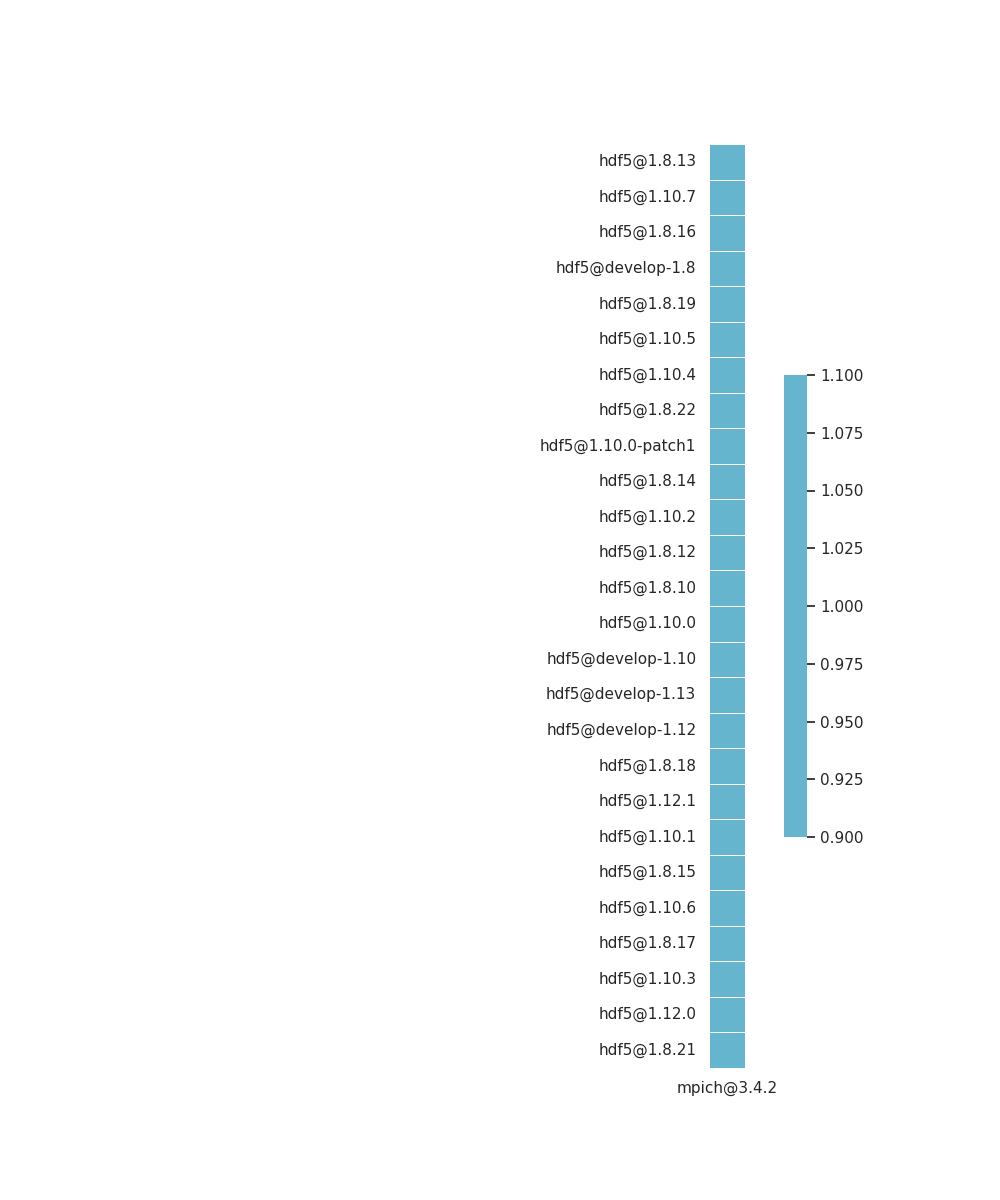 hdf5@1.8.13
hdf5@1.10.7
hdf5@1.8.16
hdf5@develop-1.8
hdf5@1.8.19
hdf5@1.10.5
hdf5@1.10.4
hdf5@1.8.22
hdf5@1.10.0-patch1
hdf5@1.8.14
hdf5@1.10.2
hdf5@1.8.12
hdf5@1.8.10
hdf5@1.10.0
hdf5@develop-1.10
hdf5@develop-1.13
hdf5@develop-1.12
hdf5@1.8.18
hdf5@1.12.1
hdf5@1.10.1
hdf5@1.8.15
hdf5@1.10.6
hdf5@1.8.17
hdf5@1.10.3
hdf5@1.12.0
hdf5@1.8.21
mpich@3.4.2
1.100
1.075
1.050
1.025
1.000
0.975
0.950
0.925
0.900